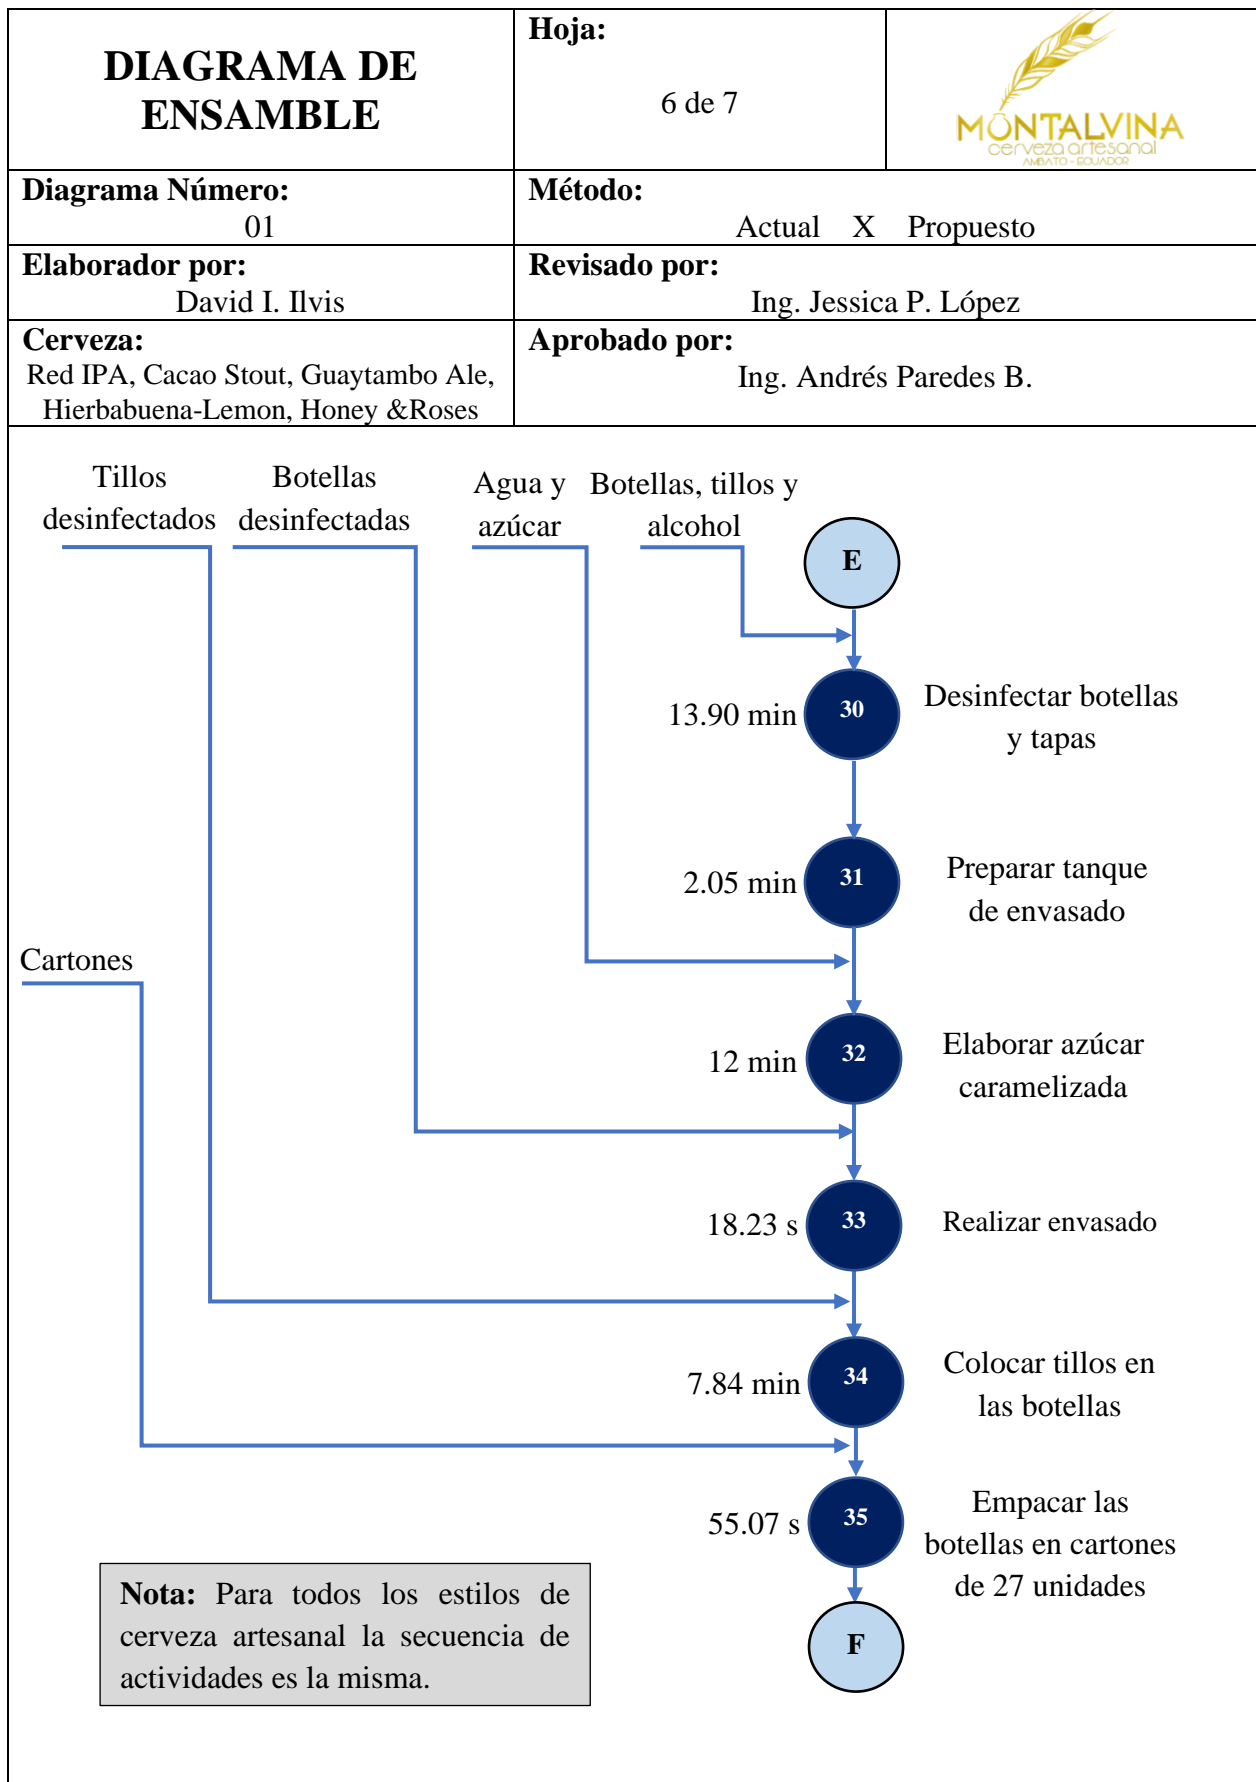 DIAGRAMA DE
ENSAMBLE
Hoja:
6 de 7
MONTALVINA
cerveza artesanal
AMBATO - ECUADOR
Diagrama Número:
01
Método:
Actual X Propuesto
Elaborador por:
David I. Ilvis
Revisado por:
Ing. Jessica P. López
Cerveza:
Red IPA, Cacao Stout, Guaytambo Ale,
Hierbabuena-Lemon, Honey &Roses
Aprobado por:
Ing. Andrés Paredes B.
Tillos
desinfectados
Botellas
desinfectadas
Agua y
azúcar
Botellas, tillos y
alcohol
E
13.90 min
30
Desinfectar botellas
y tapas
2.05 min
31
Preparar tanque
de envasado
Cartones
12 min
32
Elaborar azúcar
caramelizada
18.23 s
33
Realizar envasado
7.84 min
34
Colocar tillos en
las botellas
55.07 s
35
Empacar las
botellas en cartones
de 27 unidades
Nota: Para todos los estilos de
cerveza artesanal la secuencia de
actividades es la misma.
F